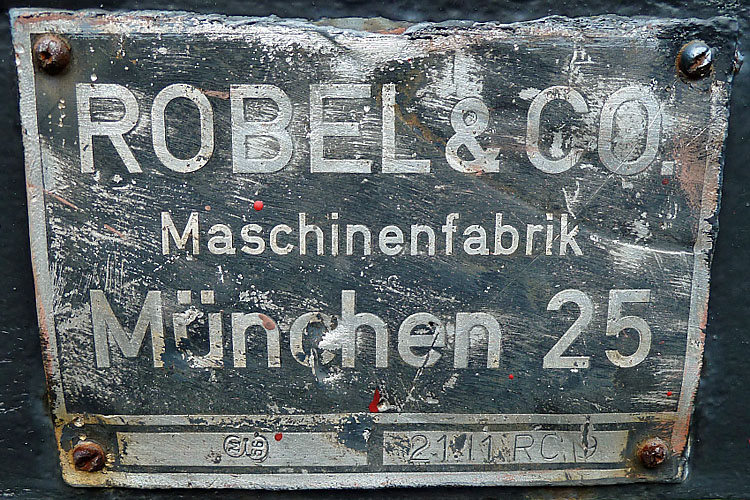 ROBEL & CO.
Maschinenfabrik
München 25
21 11 RC